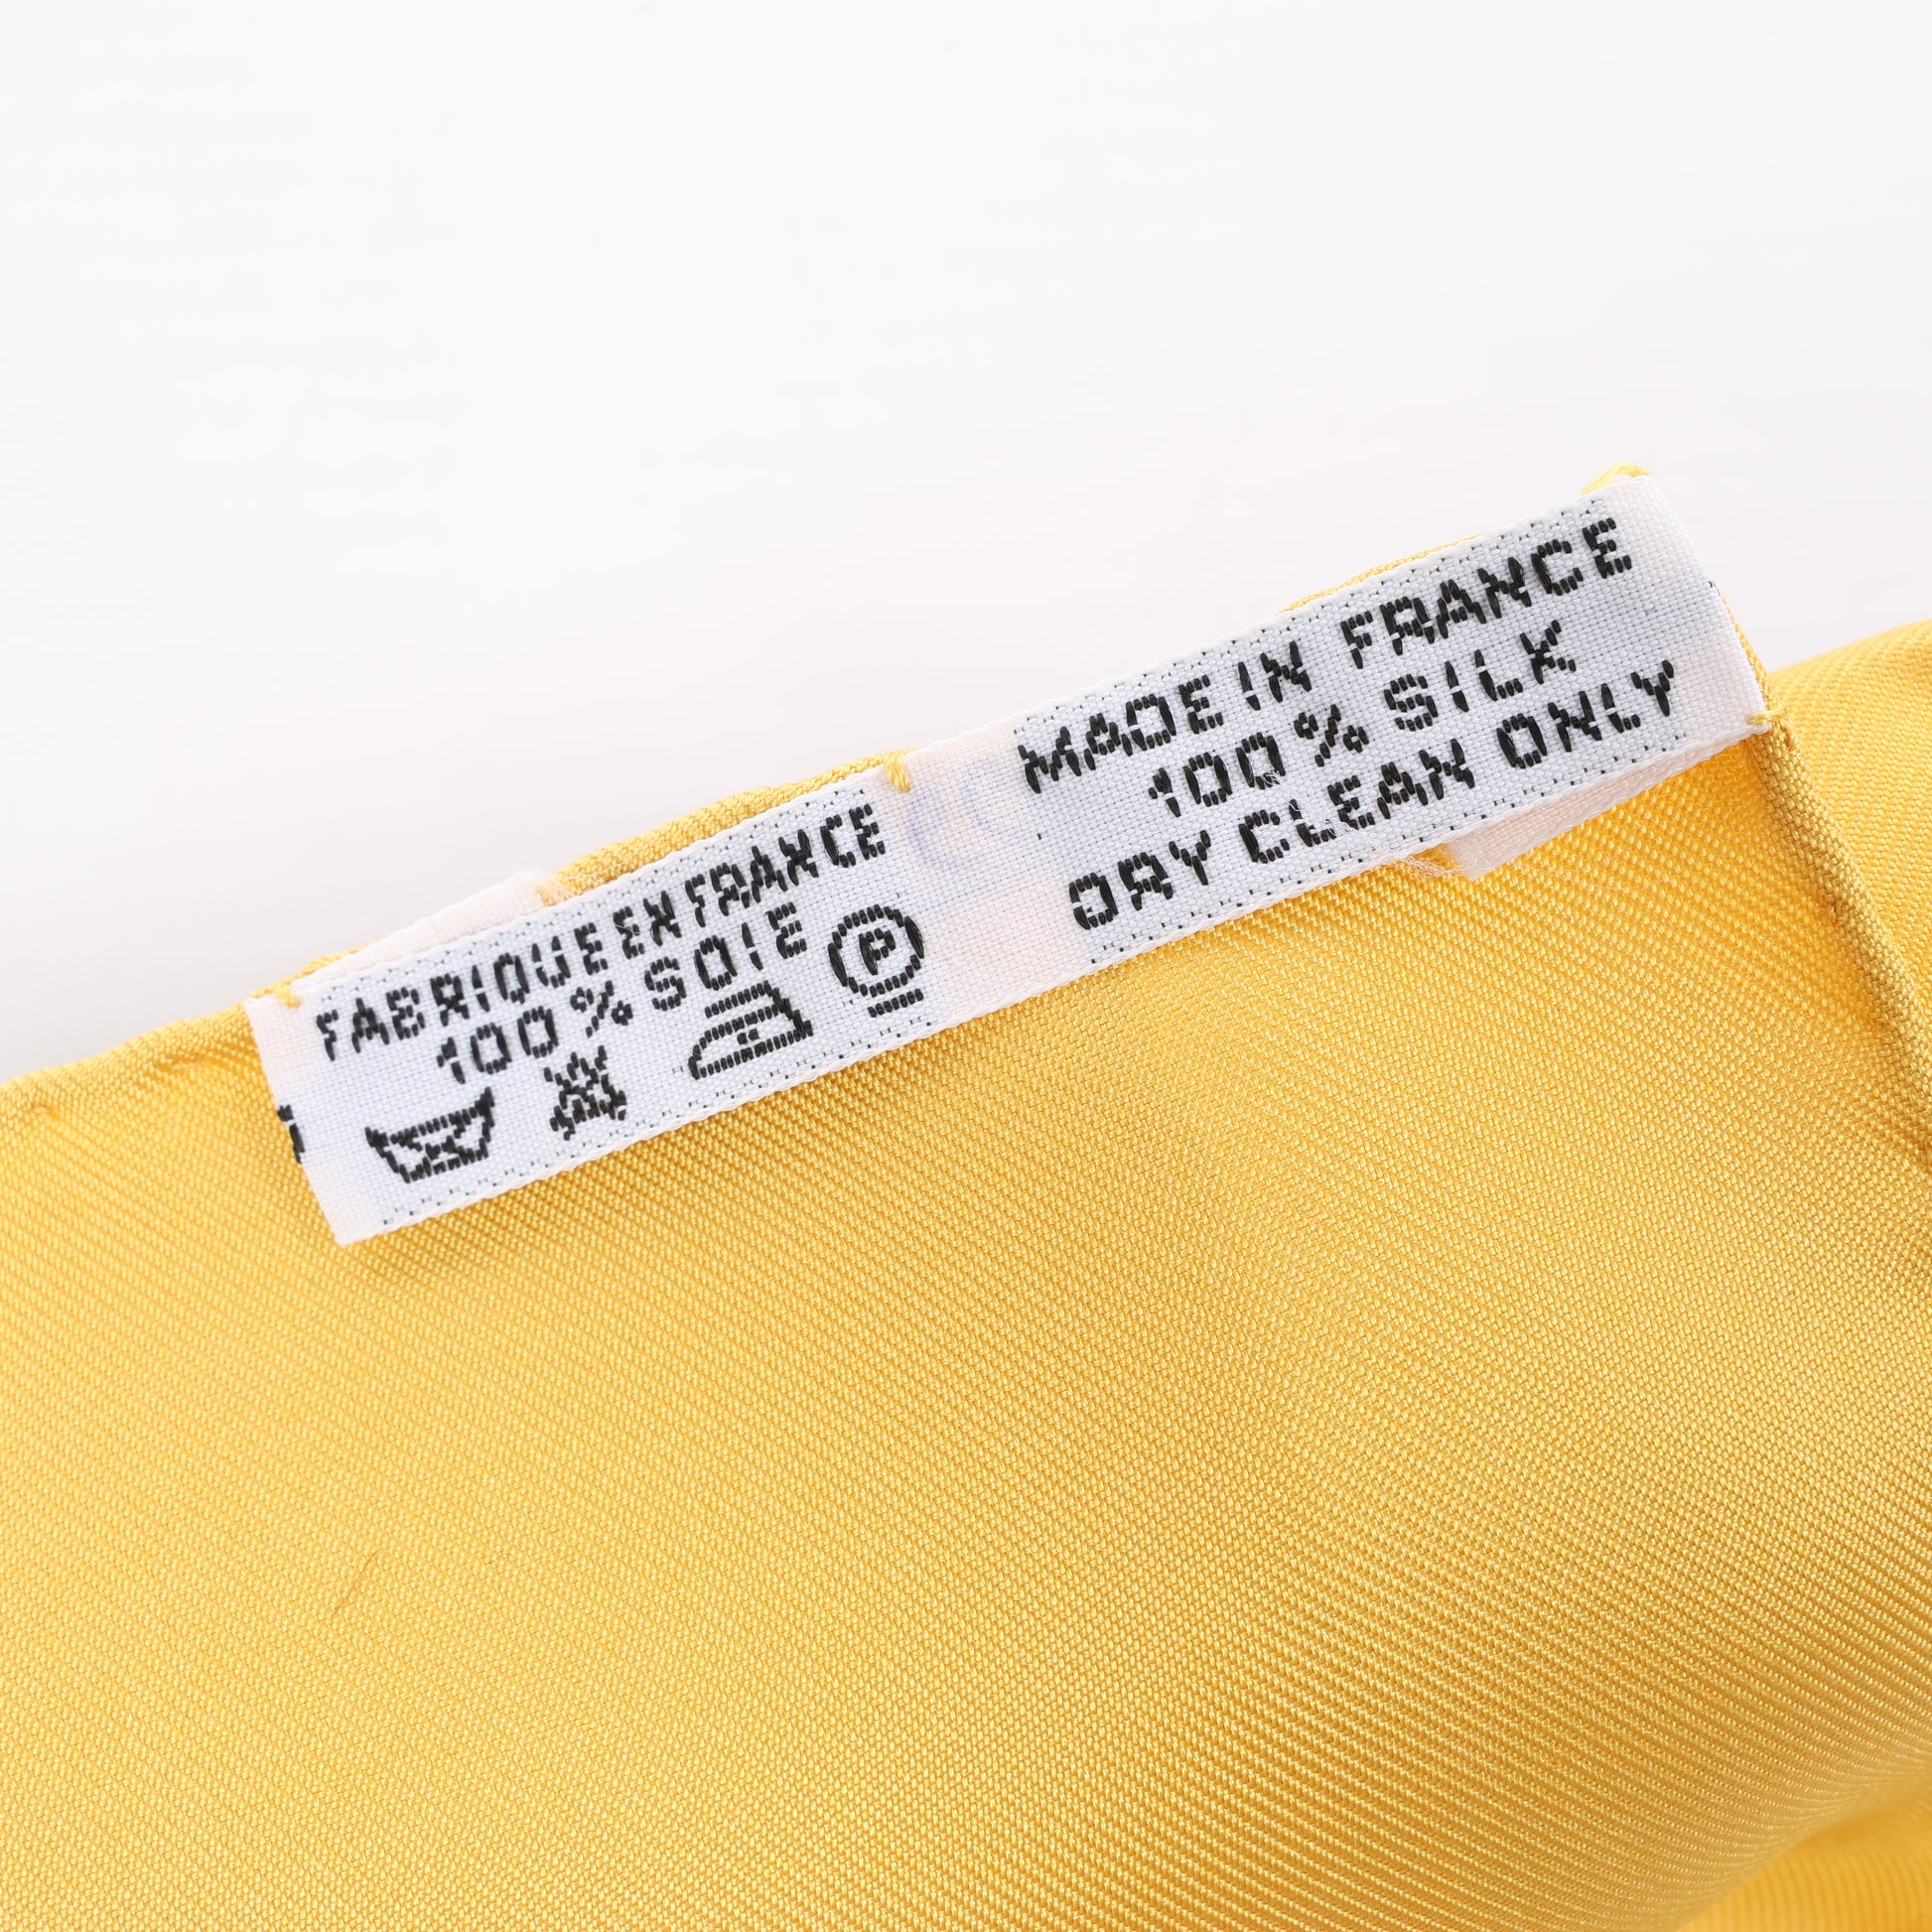 FABRIQUE EN FRANCE
100% SOIE
P
MADE IN FRANCE
100% SILK
DRY CLEAN ONLY